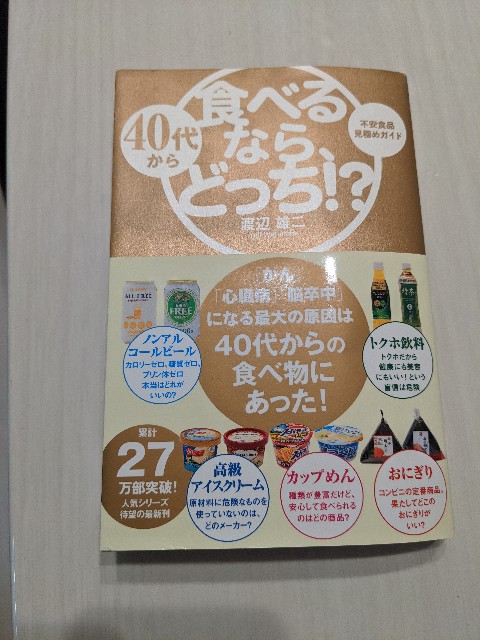 40代
から
食べる
なら、
どっち!?
不安食品
見極めガイド
渡辺 雄二
がん
「心臓病」「脳卒中」
になる最大の原因は
40代からの
食べ物に
あった!
ALL FREE
FREE
ノンアル
コールビール
カロリーゼロ、糖質ゼロ、
プリン体ゼロ
本当はどれが
いいの?
トクホ飲料
トクホだから
健康にも美容
にもいい!という
盲信は危険
累計
27
万部突破!
人気シリーズ
待望の最新刊
高級
アイスクリーム
原材料に危険なものを
使っていないのは、
どのメーカー?
カップめん
種類が豊富だけど、
安心して食べられる
のはどの商品?
おにぎり
コンビニの定番商品。
果たしてどこの
おにぎりが
いい?